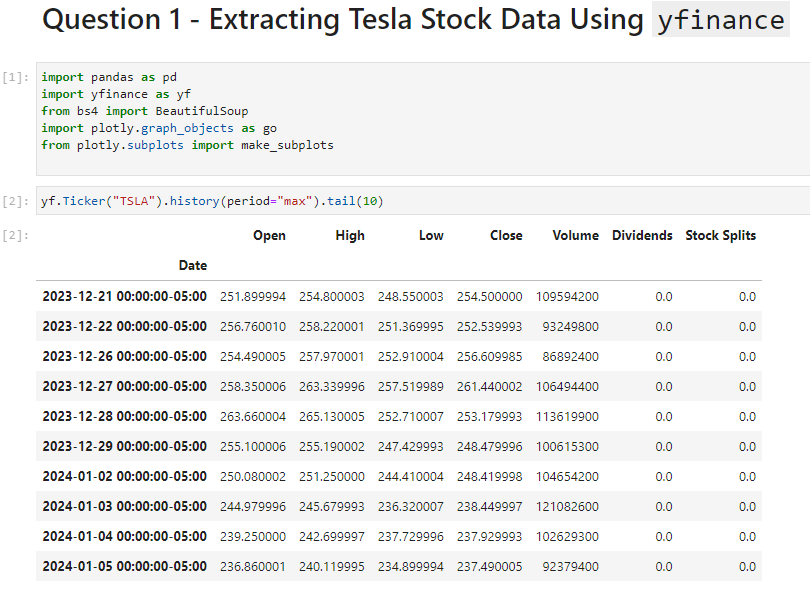 Question 1 - Extracting Tesla Stock Data Using yfinance
[1]: import pandas as pd
import yfinance as yf
from bs4 import BeautifulSoup
import plotly.graph_objects as go
from plotly.subplots import make_subplots
[2]: yf.Ticker("TSLA").history(period="max").tail(10)
[2]: Open High Low Close Volume Dividends Stock Splits
Date
2023-12-21 00:00:00-05:00 251.899994 254.800003 248.550003 254.500000 109594200 0.0 0.0
2023-12-22 00:00:00-05:00 256.760010 258.220001 251.369995 252.539993 93249800 0.0 0.0
2023-12-26 00:00:00-05:00 254.490005 257.970001 252.910004 256.609985 86892400 0.0 0.0
2023-12-27 00:00:00-05:00 258.350006 263.339996 257.519989 261.440002 106494400 0.0 0.0
2023-12-28 00:00:00-05:00 263.660004 265.130005 252.710007 253.179993 113619900 0.0 0.0
2023-12-29 00:00:00-05:00 255.100006 255.190002 247.429993 248.479996 100615300 0.0 0.0
2024-01-02 00:00:00-05:00 250.080002 251.250000 244.410004 248.419998 104654200 0.0 0.0
2024-01-03 00:00:00-05:00 244.979996 245.679993 236.320007 238.449997 121082600 0.0 0.0
2024-01-04 00:00:00-05:00 239.250000 242.699997 237.729996 237.929993 102629300 0.0 0.0
2024-01-05 00:00:00-05:00 236.860001 240.119995 234.899994 237.490005 92379400 0.0 0.0